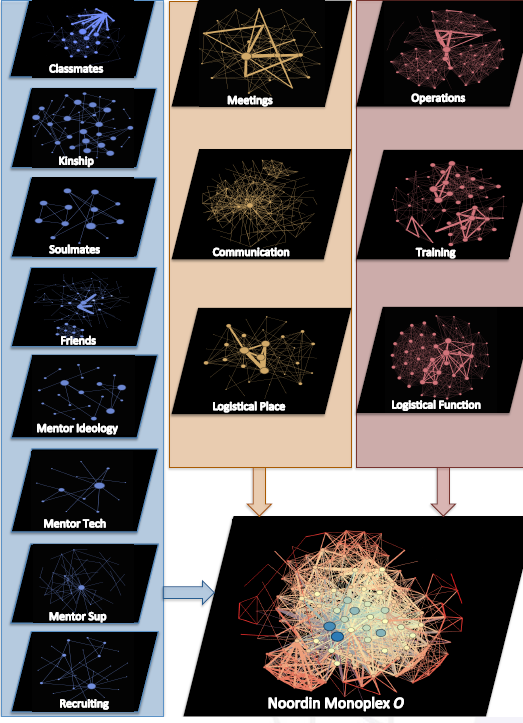 Classmates
Kinship
Soulmates
Friends
Mentor Ideology
Mentor Tech
Mentor Sup
Recruiting
Meetings
Communication
Logistical Place
Operations
Training
Logistical Function
Noordin Monoplex O